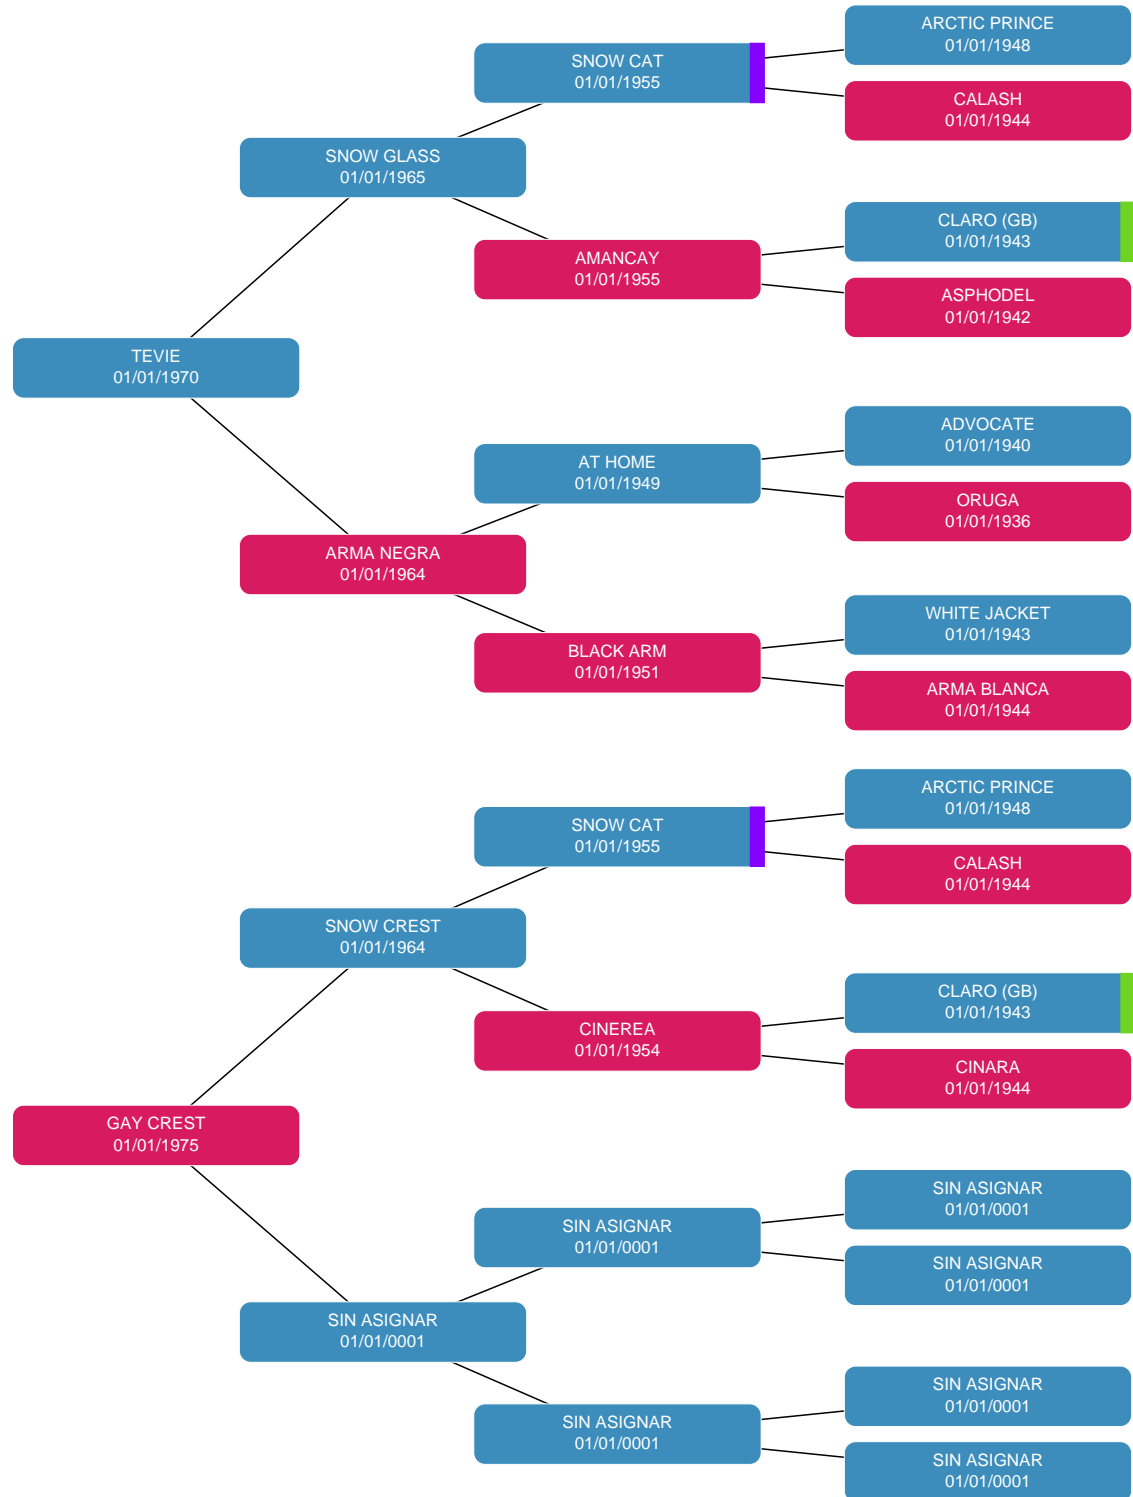 ARCTIC PRINCE
01/01/1948
SNOW CAT
01/01/1955
CALASH
01/01/1944
SNOW GLASS
01/01/1965
CLARO (GB)
01/01/1943
AMANCAY
01/01/1955
ASPHODEL
01/01/1942
TEVIE
01/01/1970
ADVOCATE
01/01/1940
AT HOME
01/01/1949
ORUGA
01/01/1936
ARMA NEGRA
01/01/1964
WHITE JACKET
01/01/1943
BLACK ARM
01/01/1951
ARMA BLANCA
01/01/1944
ARCTIC PRINCE
01/01/1948
SNOW CAT
01/01/1955
CALASH
01/01/1944
SNOW CREST
01/01/1964
CLARO (GB)
01/01/1943
CINEREA
01/01/1954
CINARA
01/01/1944
GAY CREST
01/01/1975
SIN ASIGNAR
01/01/0001
SIN ASIGNAR
01/01/0001
SIN ASIGNAR
01/01/0001
SIN ASIGNAR
01/01/0001
SIN ASIGNAR
01/01/0001
SIN ASIGNAR
01/01/0001
SIN ASIGNAR
01/01/0001